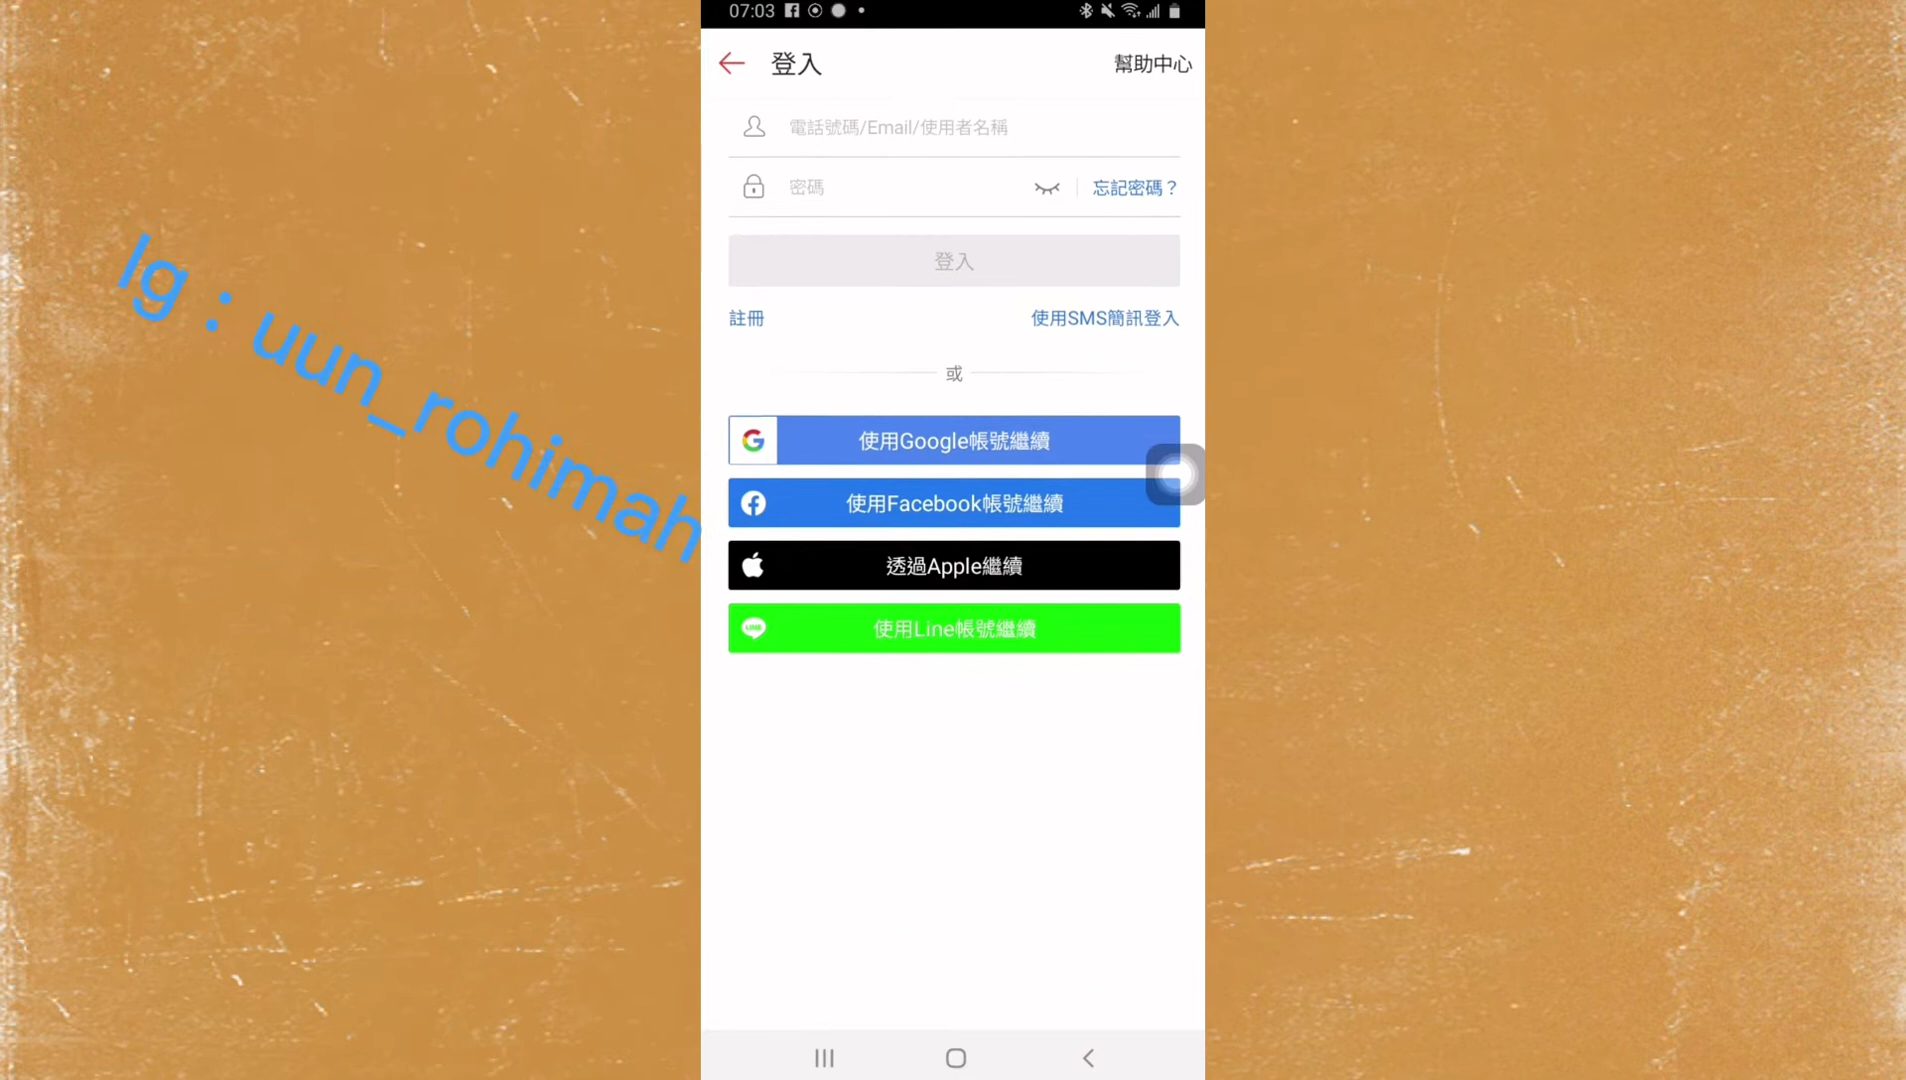 07:03
登入
幫助中心
電話號碼/Email/使用者名稱
密碼
忘記密碼？
登入
註冊
使用SMS簡訊登入
或
使用Google帳號繼續
使用Facebook帳號繼續
透過Apple繼續
LINE
使用Line帳號繼續
Ig : uun_rohimah